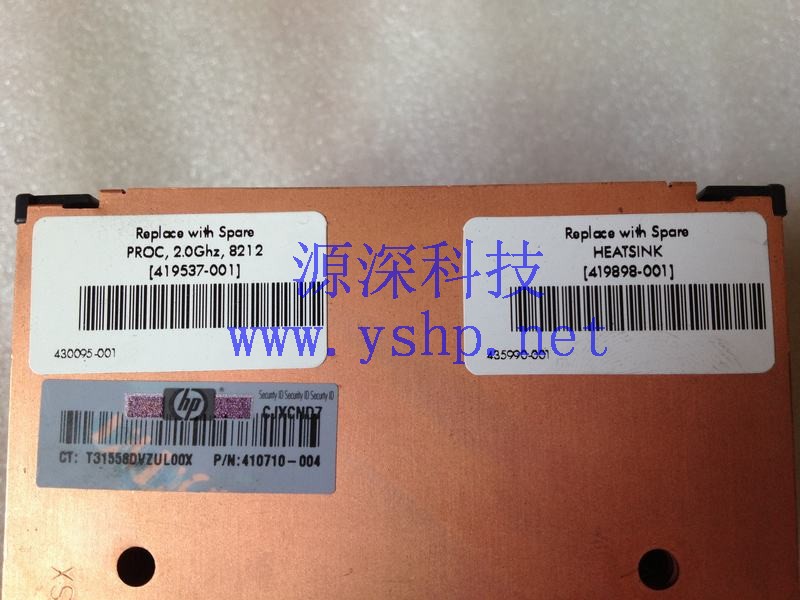 Replace with Spare
PROC, 2.0Ghz, 8212
[419537-001]
430095-001
Replace with Spare
HEATSINK
[419898-001]
435990-001
源深科技
www.yshp.net
hp
Security ID Security ID Security ID
CJXCND7
CT: T31558DVZUL00X P/N:410710-004
SX